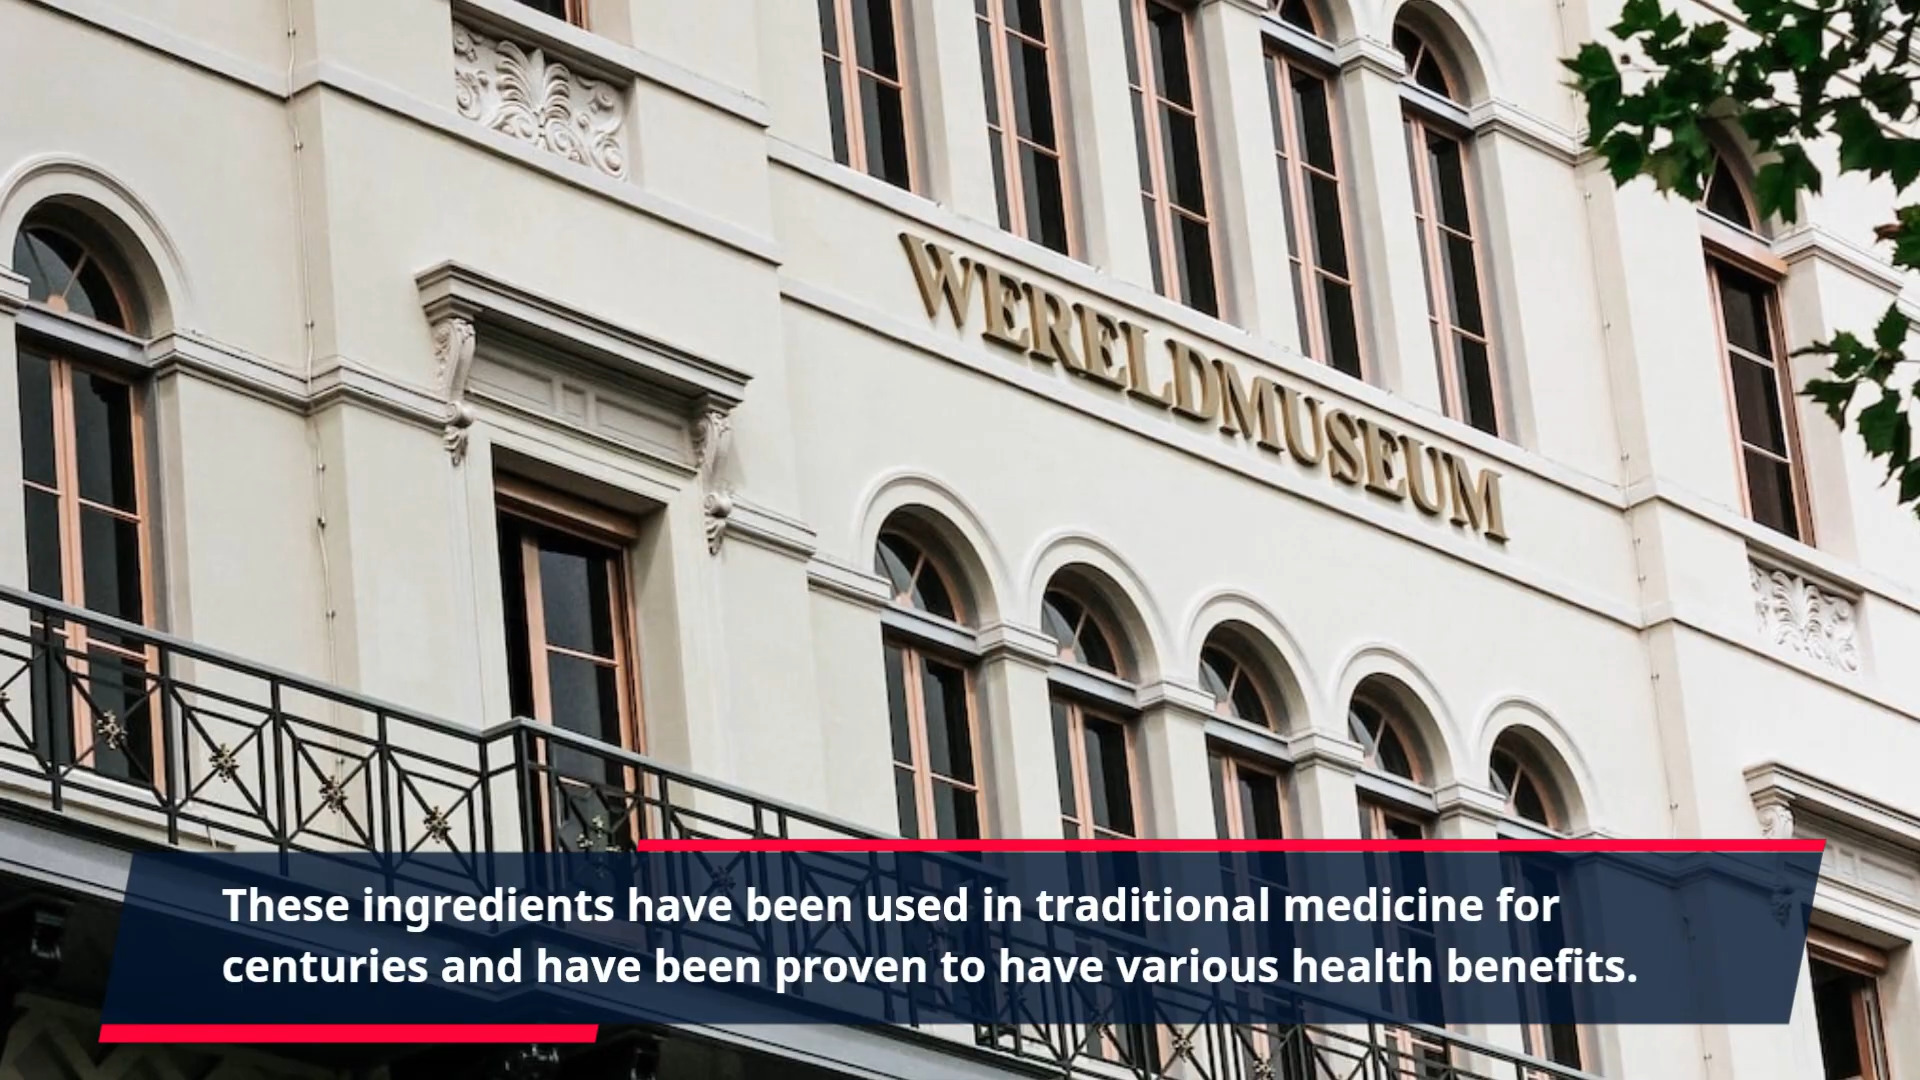 WERELDMUSEUM
These ingredients have been used in traditional medicine for
centuries and have been proven to have various health benefits.